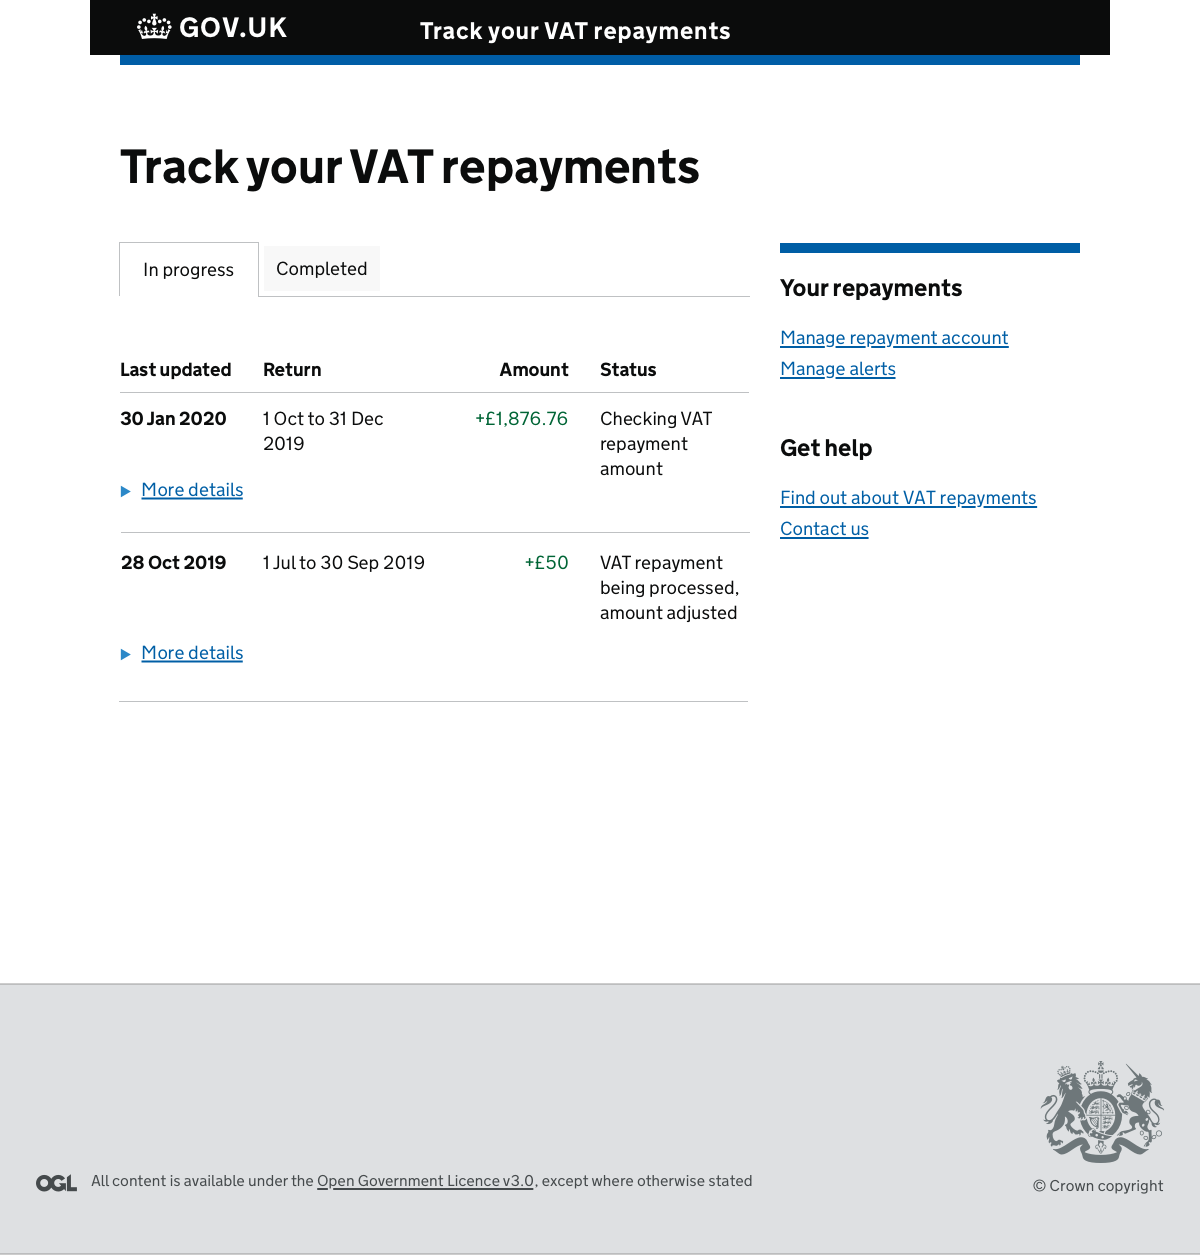 GOV.UK Track your VAT repayments
Track your VAT repayments
In progress Completed
Last updated Return Amount Status
30 Jan 2020 1 Oct to 31 Dec +£1,876.76 Checking VAT
2019 repayment
amount
More details
28 Oct 2019 1 Jul to 30 Sep 2019 +£50 VAT repayment
being processed,
amount adjusted
More details
Your repayments
Manage repayment account
Manage alerts
Get help
Find out about VAT repayments
Contact us
OGL All content is available under the Open Government Licence v3.0, except where otherwise stated
© Crown copyright